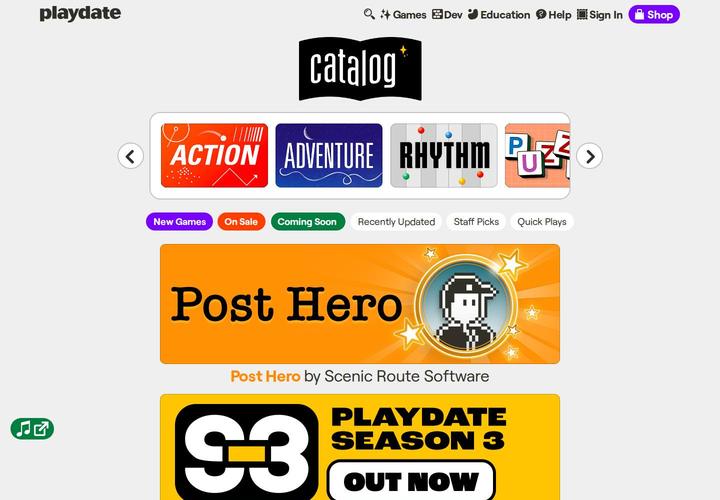 playdate
Games Dev Education Help Sign In Shop
catalog
ACTION ADVENTURE RHYTHM PUZZ
New Games On Sale Coming Soon Recently Updated Staff Picks Quick Plays
Post Hero
Post Hero by Scenic Route Software
S3 PLAYDATE
SEASON 3
OUT NOW